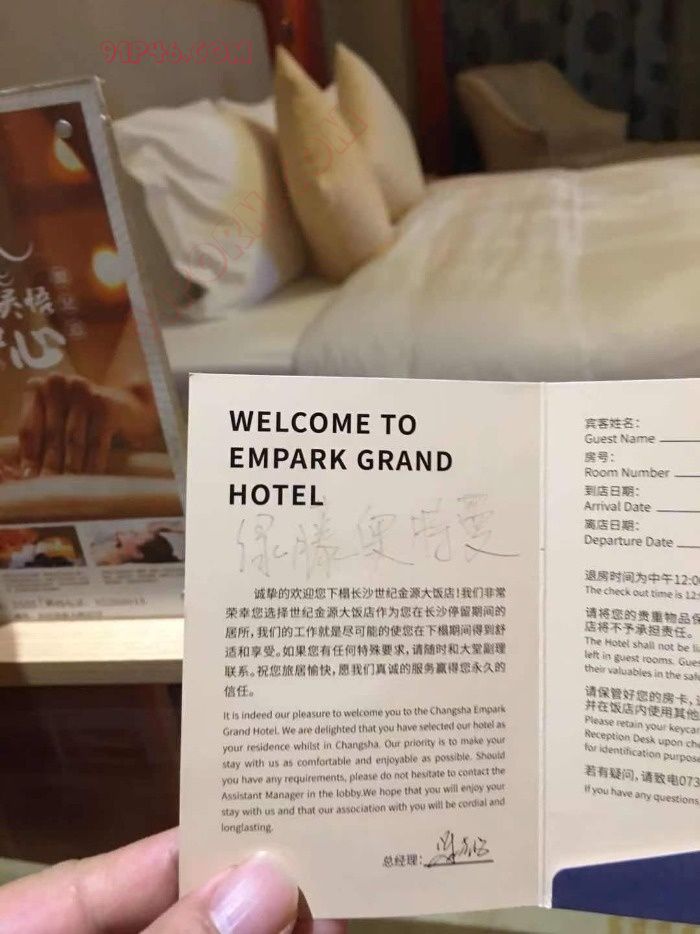 91P46.COM
灵悟
心
WELCOME TO
EMPARK GRAND
HOTEL
绿滕奥特曼
诚挚的欢迎您下榻长沙世纪金源大饭店!我们非常
荣幸您选择世纪金源大饭店作为您在长沙停留期间的
居所,我们的工作就是尽可能的使您在下榻期间得到舒
适和享受。如果您有任何特殊要求,请随时和大堂副理
联系。祝您旅居愉快,愿我们真诚的服务赢得您永久的
信任。
It is indeed our pleasure to welcome you to the Changsha Empark
Grand Hotel. We are delighted that you have selected our hotel as
your residence whilst in Changsha. Our priority is to make your
stay with us as comfortable and enjoyable as possible. Should
you have any requirements, please do not hesitate to contact the
Assistant Manager in the lobby.We hope that you will enjoy your
stay with us and that our association with you will be cordial and
longlasting.
总经理:
宾客姓名:
Guest Name
房号:
Room Number
到店日期:
Arrival Date
离店日期:
Departure Date
退房时间为中午12:00
The check out time is 12:
请将您的贵重物品保
店将不予承担责任。
The Hotel shall not be lia
left in guest rooms. Gues
their valuables in the safe
请保管好您的房卡,
并在饭店内使用其他
Please retain your keycar
Reception Desk upon cha
for identification purpose
若有疑问,请致电073
If you have any questions